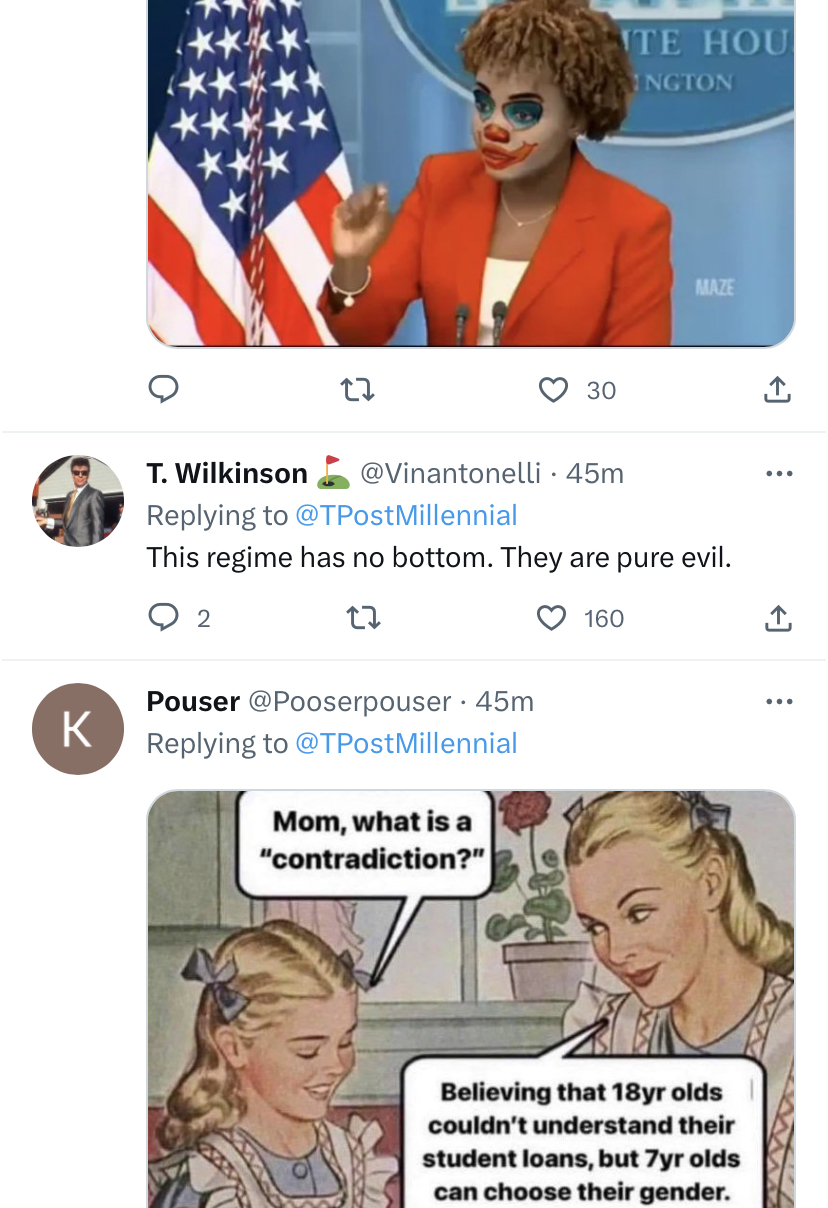 ITE HOU
NGTON
MAZE
30
T. Wilkinson ⛳ @Vinantonelli · 45m
Replying to @TPostMillennial
This regime has no bottom. They are pure evil.
2
160
K
Pouser @Pooserpouser · 45m
Replying to @TPostMillennial
Mom, what is a
"contradiction?"
Believing that 18yr olds
couldn't understand their
student loans, but 7yr olds
can choose their gender.